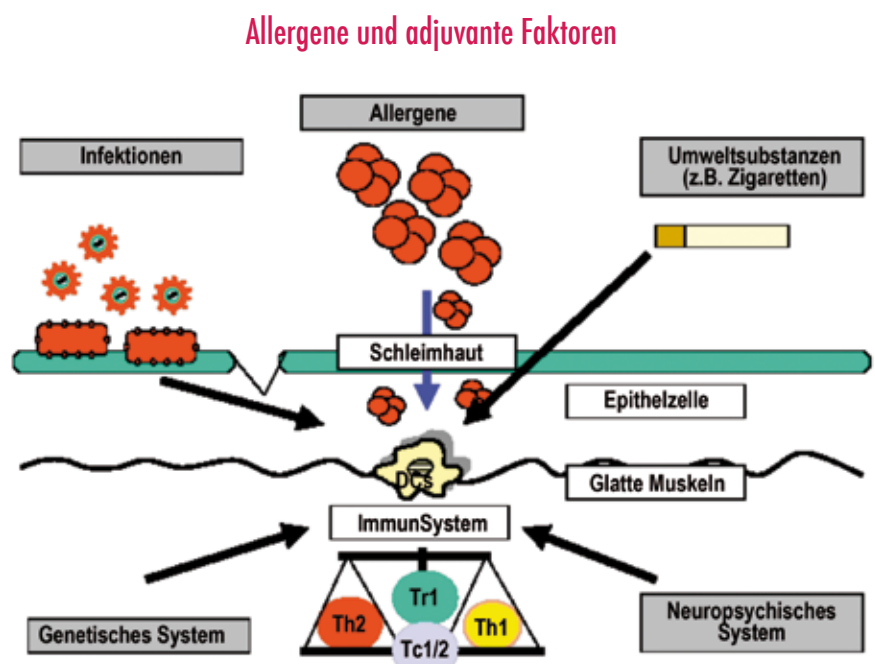 Allergene und adjuvante Faktoren
Allergene
Infektionen
Umweltsubstanzen
(z.B. Zigaretten)
Schleimhaut
Epithelzelle
DCs
Glatte Muskeln
ImmunSystem
Tr1
Th2
Th1
Tc1/2
Genetisches System
Neuropsychisches
System